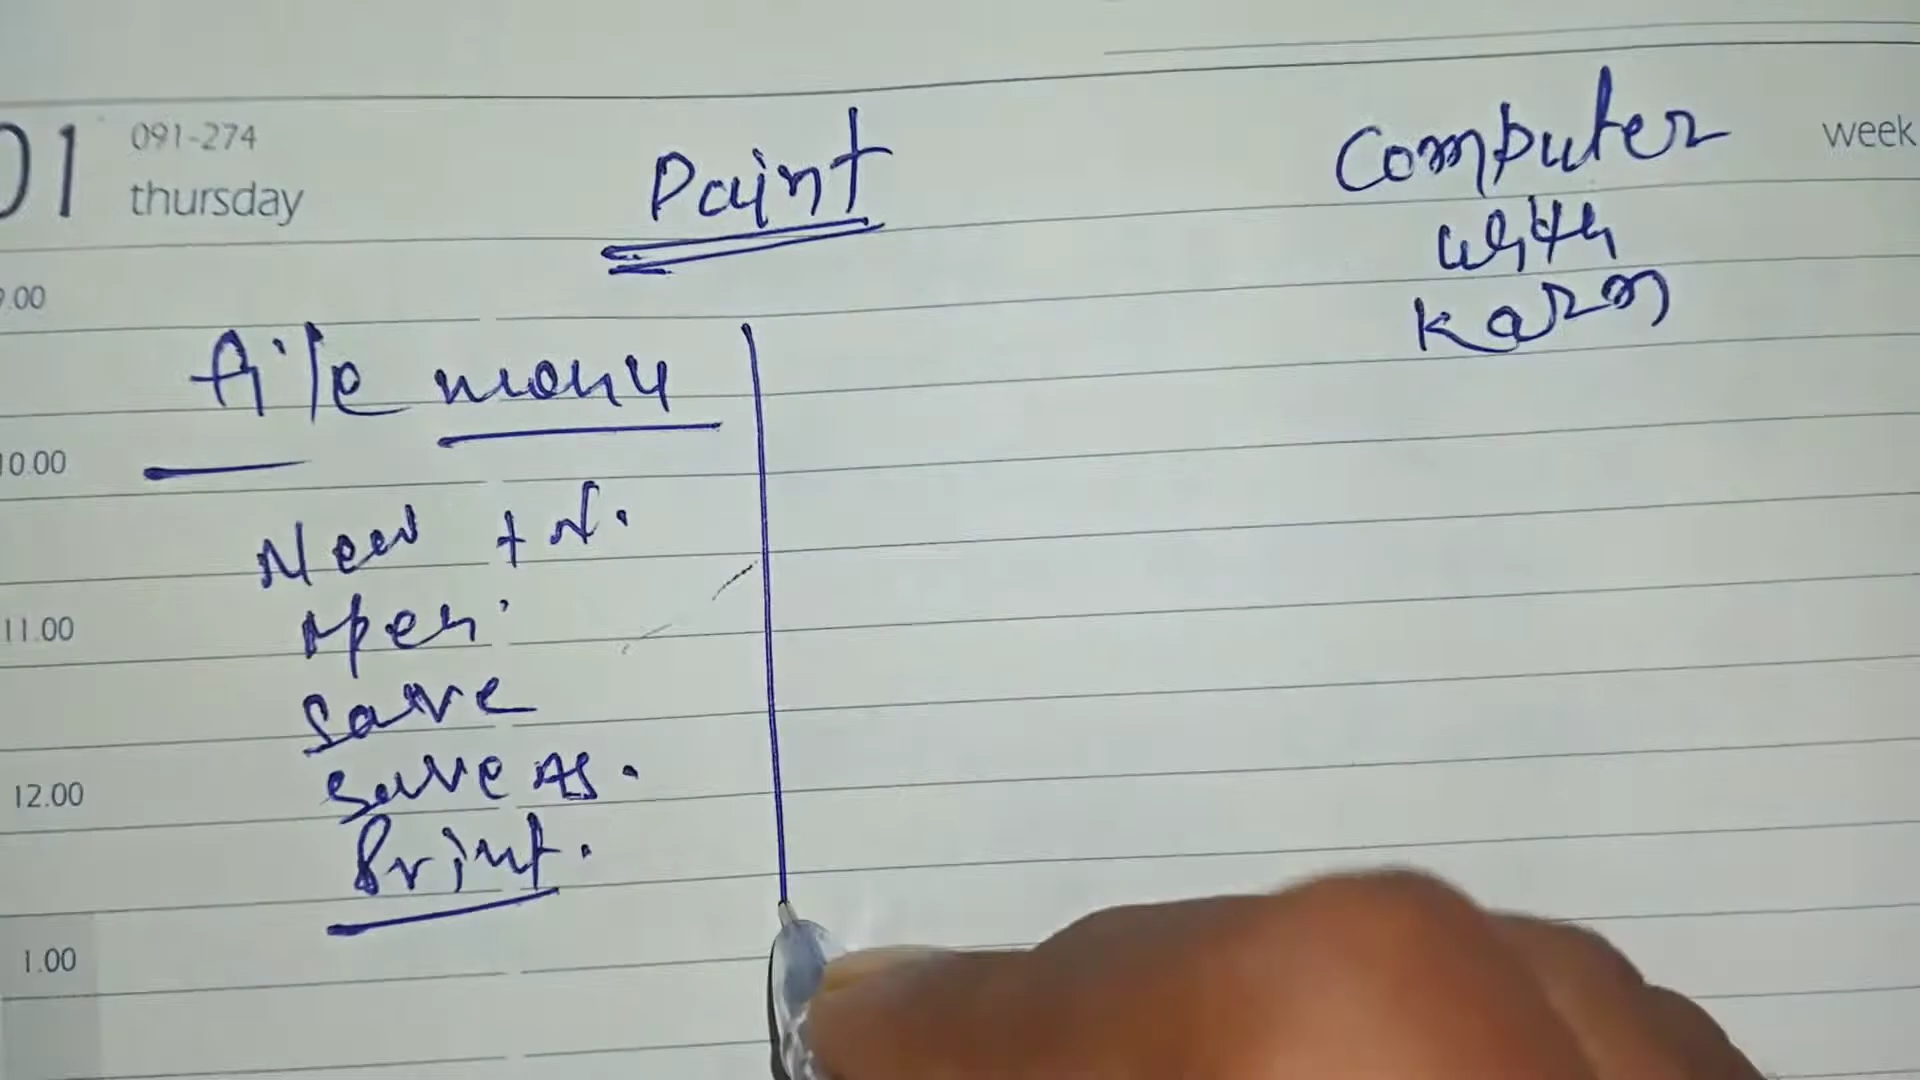 01
091-274
thursday
Paint
Computer
with
Karn
week
9.00
file menu
10.00
New + N.
open
11.00
Save
Save As.
12.00
Print.
1.00